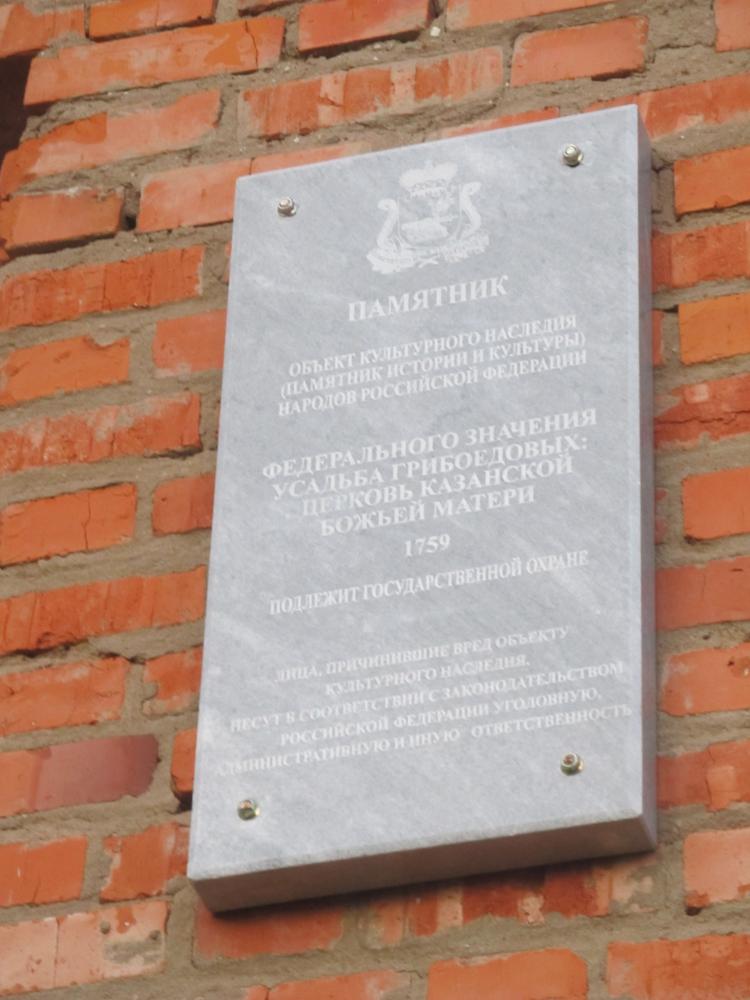 ПАМЯТНИК
ОБЪЕКТ КУЛЬТУРНОГО НАСЛЕДИЯ
(ПАМЯТНИК ИСТОРИИ И КУЛЬТУРЫ)
НАРОДОВ РОССИЙСКОЙ ФЕДЕРАЦИИ
ФЕДЕРАЛЬНОГО ЗНАЧЕНИЯ
УСАДЬБА ГРИБОЕДОВЫХ:
ЦЕРКОВЬ КАЗАНСКОЙ
БОЖЬЕЙ МАТЕРИ
1759
ПОДЛЕЖИТ ГОСУДАРСТВЕННОЙ ОХРАНЕ
ЛИЦА, ПРИЧИНИВШИЕ ВРЕД ОБЪЕКТУ
КУЛЬТУРНОГО НАСЛЕДИЯ,
НЕСУТ В СООТВЕТСТВИИ С ЗАКОНОДАТЕЛЬСТВОМ
РОССИЙСКОЙ ФЕДЕРАЦИИ УГОЛОВНУЮ,
АДМИНИСТРАТИВНУЮ И ИНУЮ ОТВЕТСТВЕННОСТЬ